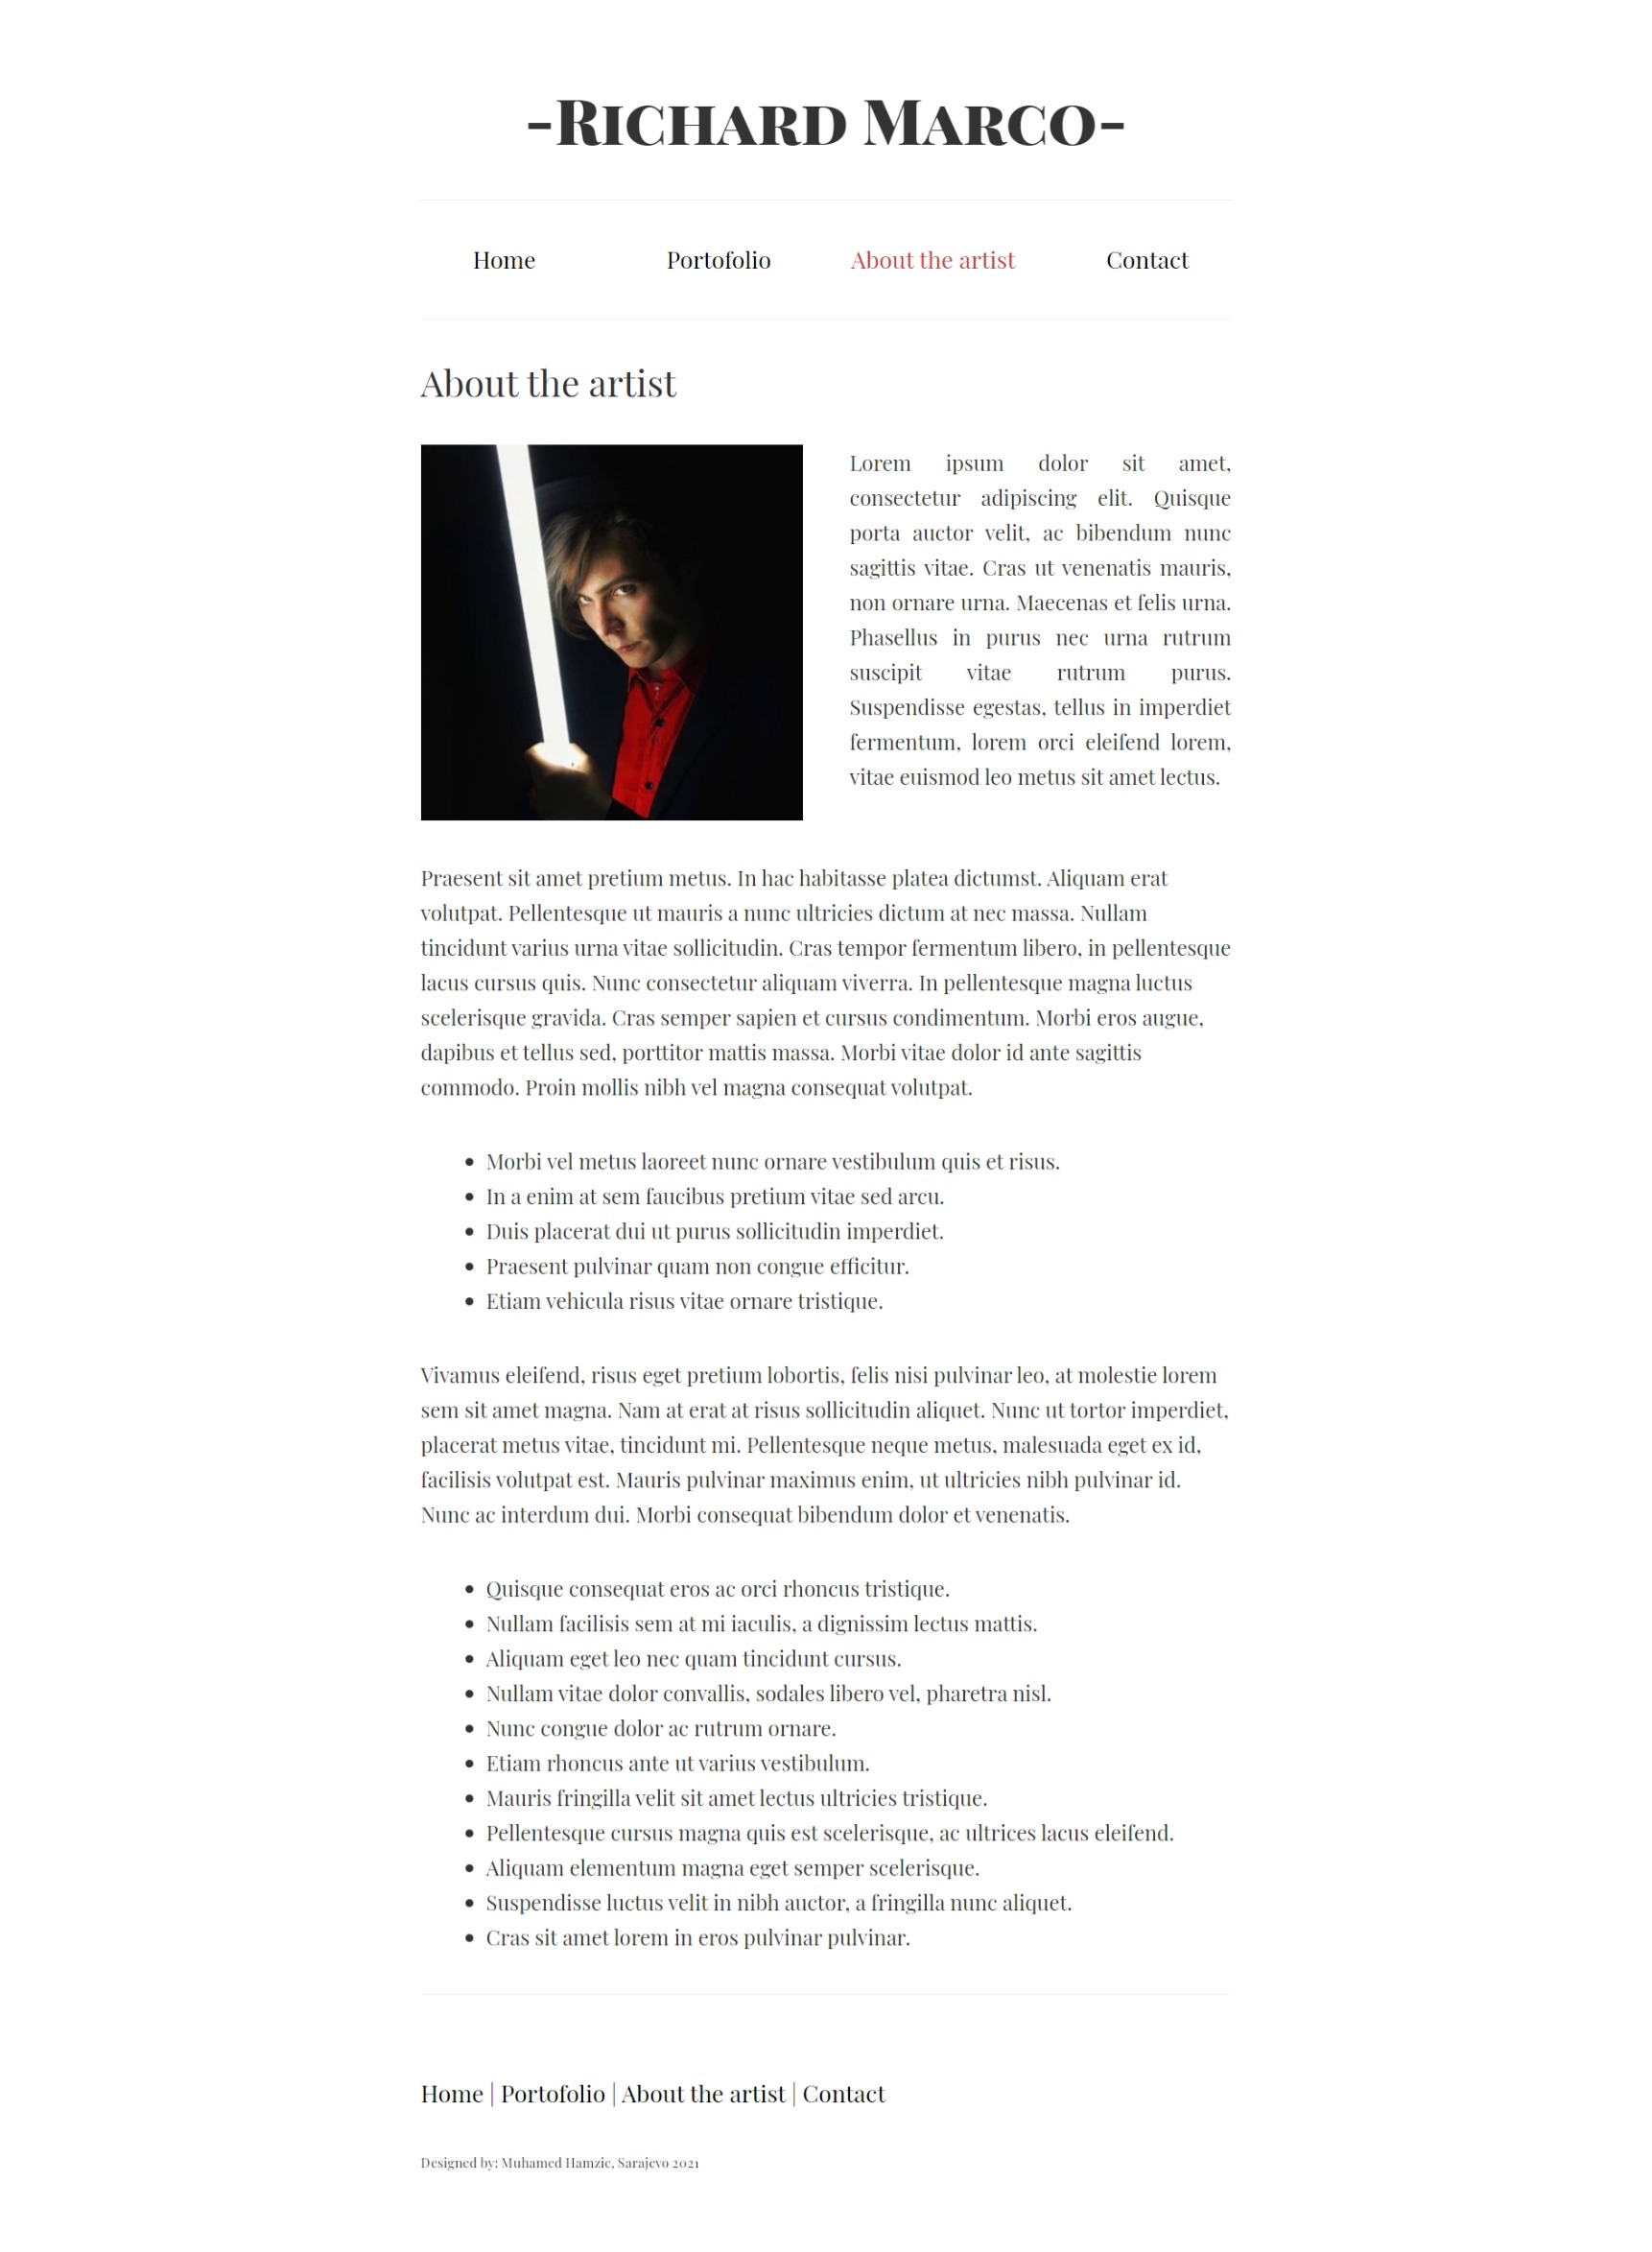 -Richard Marco-
Home Portofolio About the artist Contact
About the artist
Lorem ipsum dolor sit amet,
consectetur adipiscing elit. Quisque
porta auctor velit, ac bibendum nunc
sagittis vitae. Cras ut venenatis mauris,
non ornare urna. Maecenas et felis urna.
Phasellus in purus nec urna rutrum
suscipit vitae rutrum purus.
Suspendisse egestas, tellus in imperdiet
fermentum, lorem orci eleifend lorem,
vitae euismod leo metus sit amet lectus.
Praesent sit amet pretium metus. In hac habitasse platea dictumst. Aliquam erat
volutpat. Pellentesque ut mauris a nunc ultricies dictum at nec massa. Nullam
tincidunt varius urna vitae sollicitudin. Cras tempor fermentum libero, in pellentesque
lacus cursus quis. Nunc consectetur aliquam viverra. In pellentesque magna luctus
scelerisque gravida. Cras semper sapien et cursus condimentum. Morbi eros augue,
dapibus et tellus sed, porttitor mattis massa. Morbi vitae dolor id ante sagittis
commodo. Proin mollis nibh vel magna consequat volutpat.
• Morbi vel metus laoreet nunc ornare vestibulum quis et risus.
• In a enim at sem faucibus pretium vitae sed arcu.
• Duis placerat dui ut purus sollicitudin imperdiet.
• Praesent pulvinar quam non congue efficitur.
• Etiam vehicula risus vitae ornare tristique.
Vivamus eleifend, risus eget pretium lobortis, felis nisi pulvinar leo, at molestie lorem
sem sit amet magna. Nam at erat at risus sollicitudin aliquet. Nunc ut tortor imperdiet,
placerat metus vitae, tincidunt mi. Pellentesque neque metus, malesuada eget ex id,
facilisis volutpat est. Mauris pulvinar maximus enim, ut ultricies nibh pulvinar id.
Nunc ac interdum dui. Morbi consequat bibendum dolor et venenatis.
• Quisque consequat eros ac orci rhoncus tristique.
• Nullam facilisis sem at mi iaculis, a dignissim lectus mattis.
• Aliquam eget leo nec quam tincidunt cursus.
• Nullam vitae dolor convallis, sodales libero vel, pharetra nisl.
• Nunc congue dolor ac rutrum ornare.
• Etiam rhoncus ante ut varius vestibulum.
• Mauris fringilla velit sit amet lectus ultricies tristique.
• Pellentesque cursus magna quis est scelerisque, ac ultrices lacus eleifend.
• Aliquam elementum magna eget semper scelerisque.
• Suspendisse luctus velit in nibh auctor, a fringilla nunc aliquet.
• Cras sit amet lorem in eros pulvinar pulvinar.
Home | Portofolio | About the artist | Contact
Designed by: Muhamed Hamzic, Sarajevo 2021